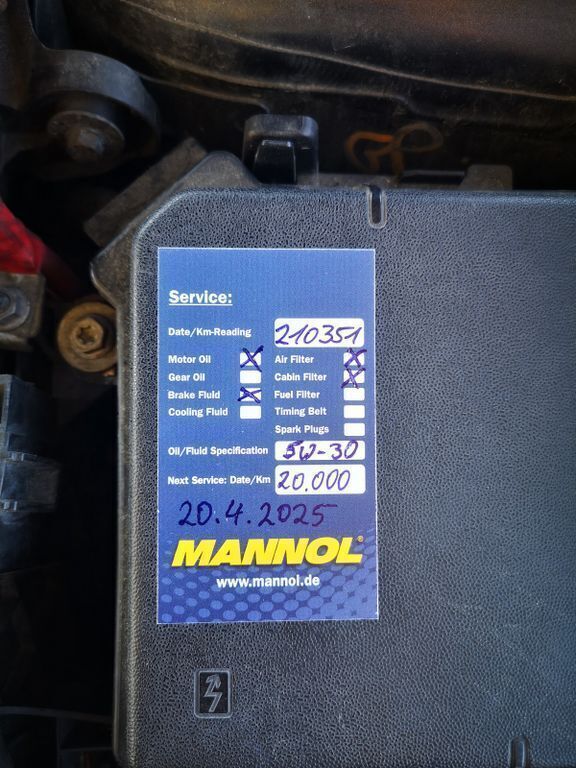 Service:
Date/Km-Reading 210351
Motor Oil X Air Filter X
Gear Oil Cabin Filter X
Brake Fluid X Fuel Filter
Cooling Fluid Timing Belt
Spark Plugs
Oil/Fluid Specification 5W-30
Next Service: Date/Km 20.000
20.4.2025
MANNOL®
www.mannol.de